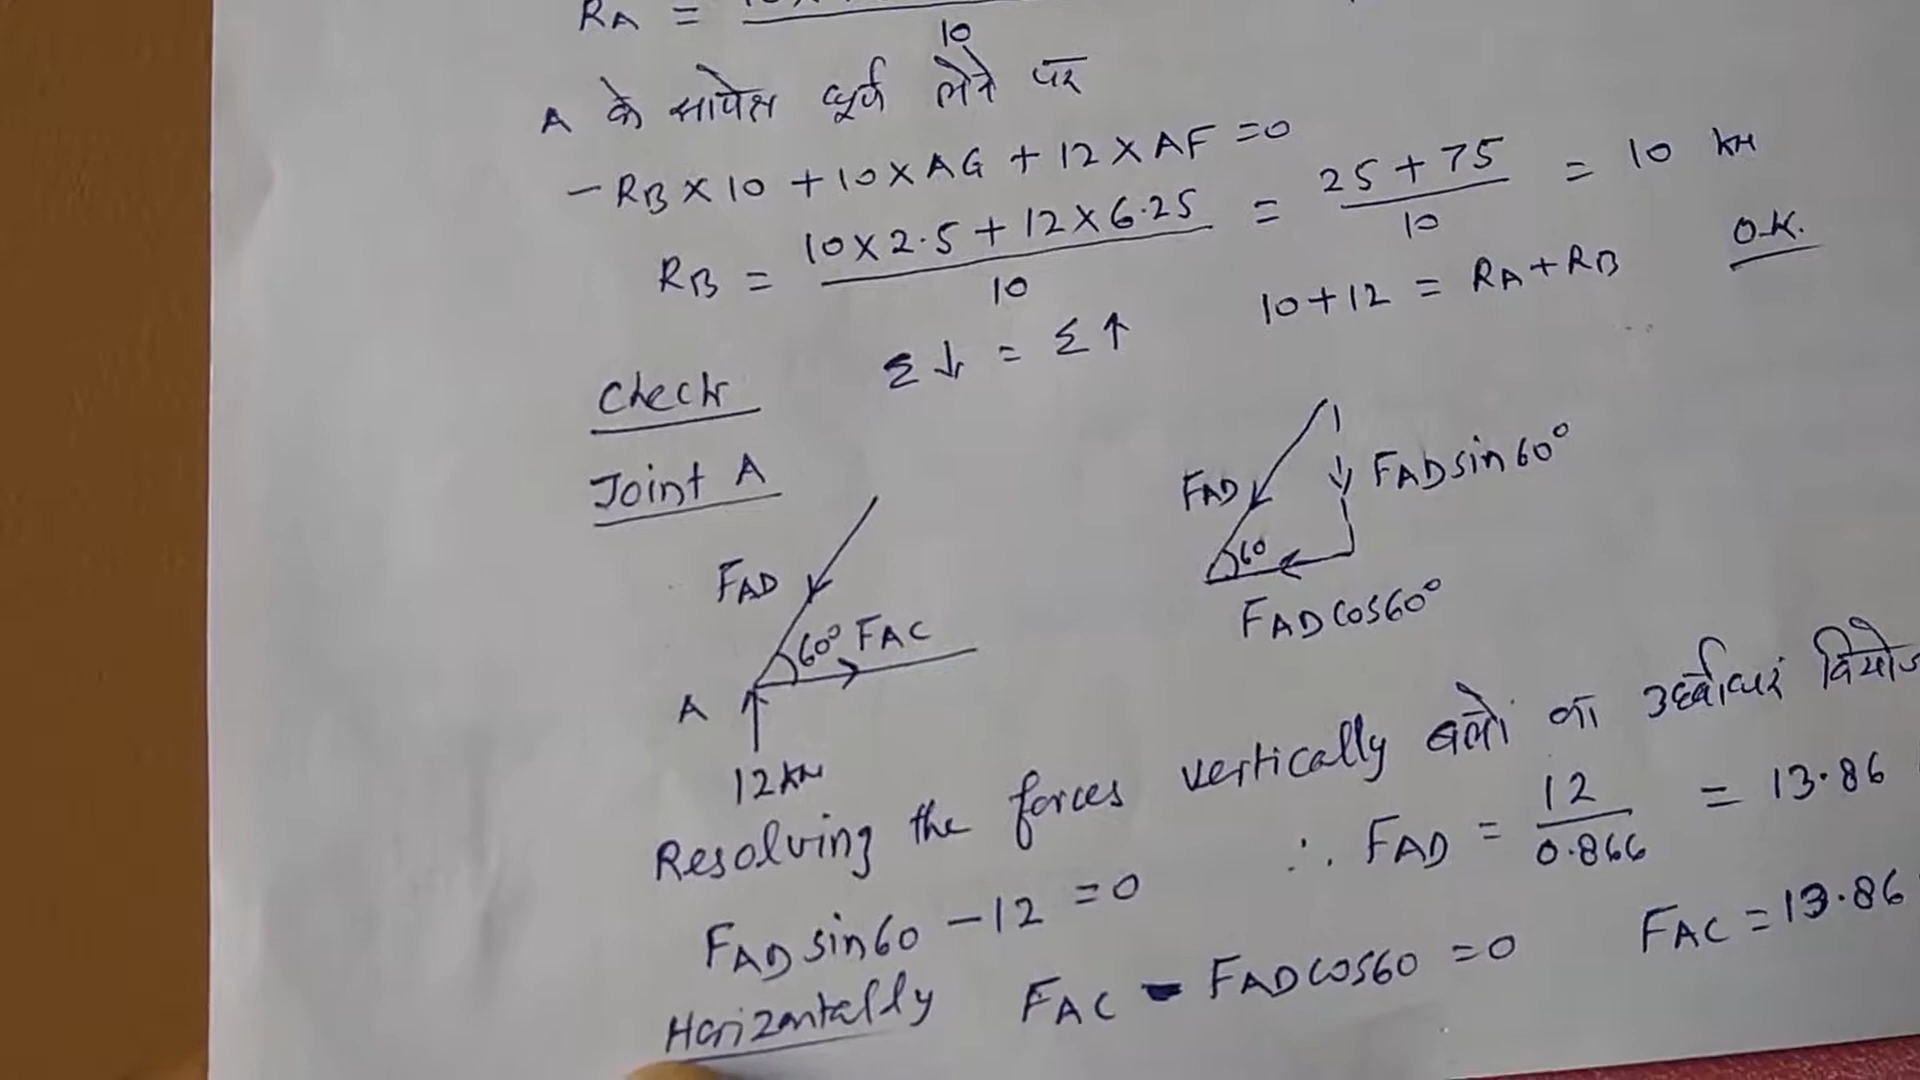 RA =
10
A के सापेक्ष घूर्ण लेने पर
- RB × 10 + 10 × AG + 12 × AF = 0
RB = 10 × 2.5 + 12 × 6.25 / 10 = 25 + 75 / 10 = 10 kN
Check Σ↓ = Σ↑ 10 + 12 = RA + RB O.K.
Joint A
FAD 60° FAC
A
12 kN
FAD FAD sin 60°
60
FAD cos 60°
Resolving the forces vertically बलों का
FAD sin 60 - 12 = 0 ∴ FAD = 12 / 0.866 = 13.86
Horizontally FAC - FAD cos 60 = 0 FAC = 13.86